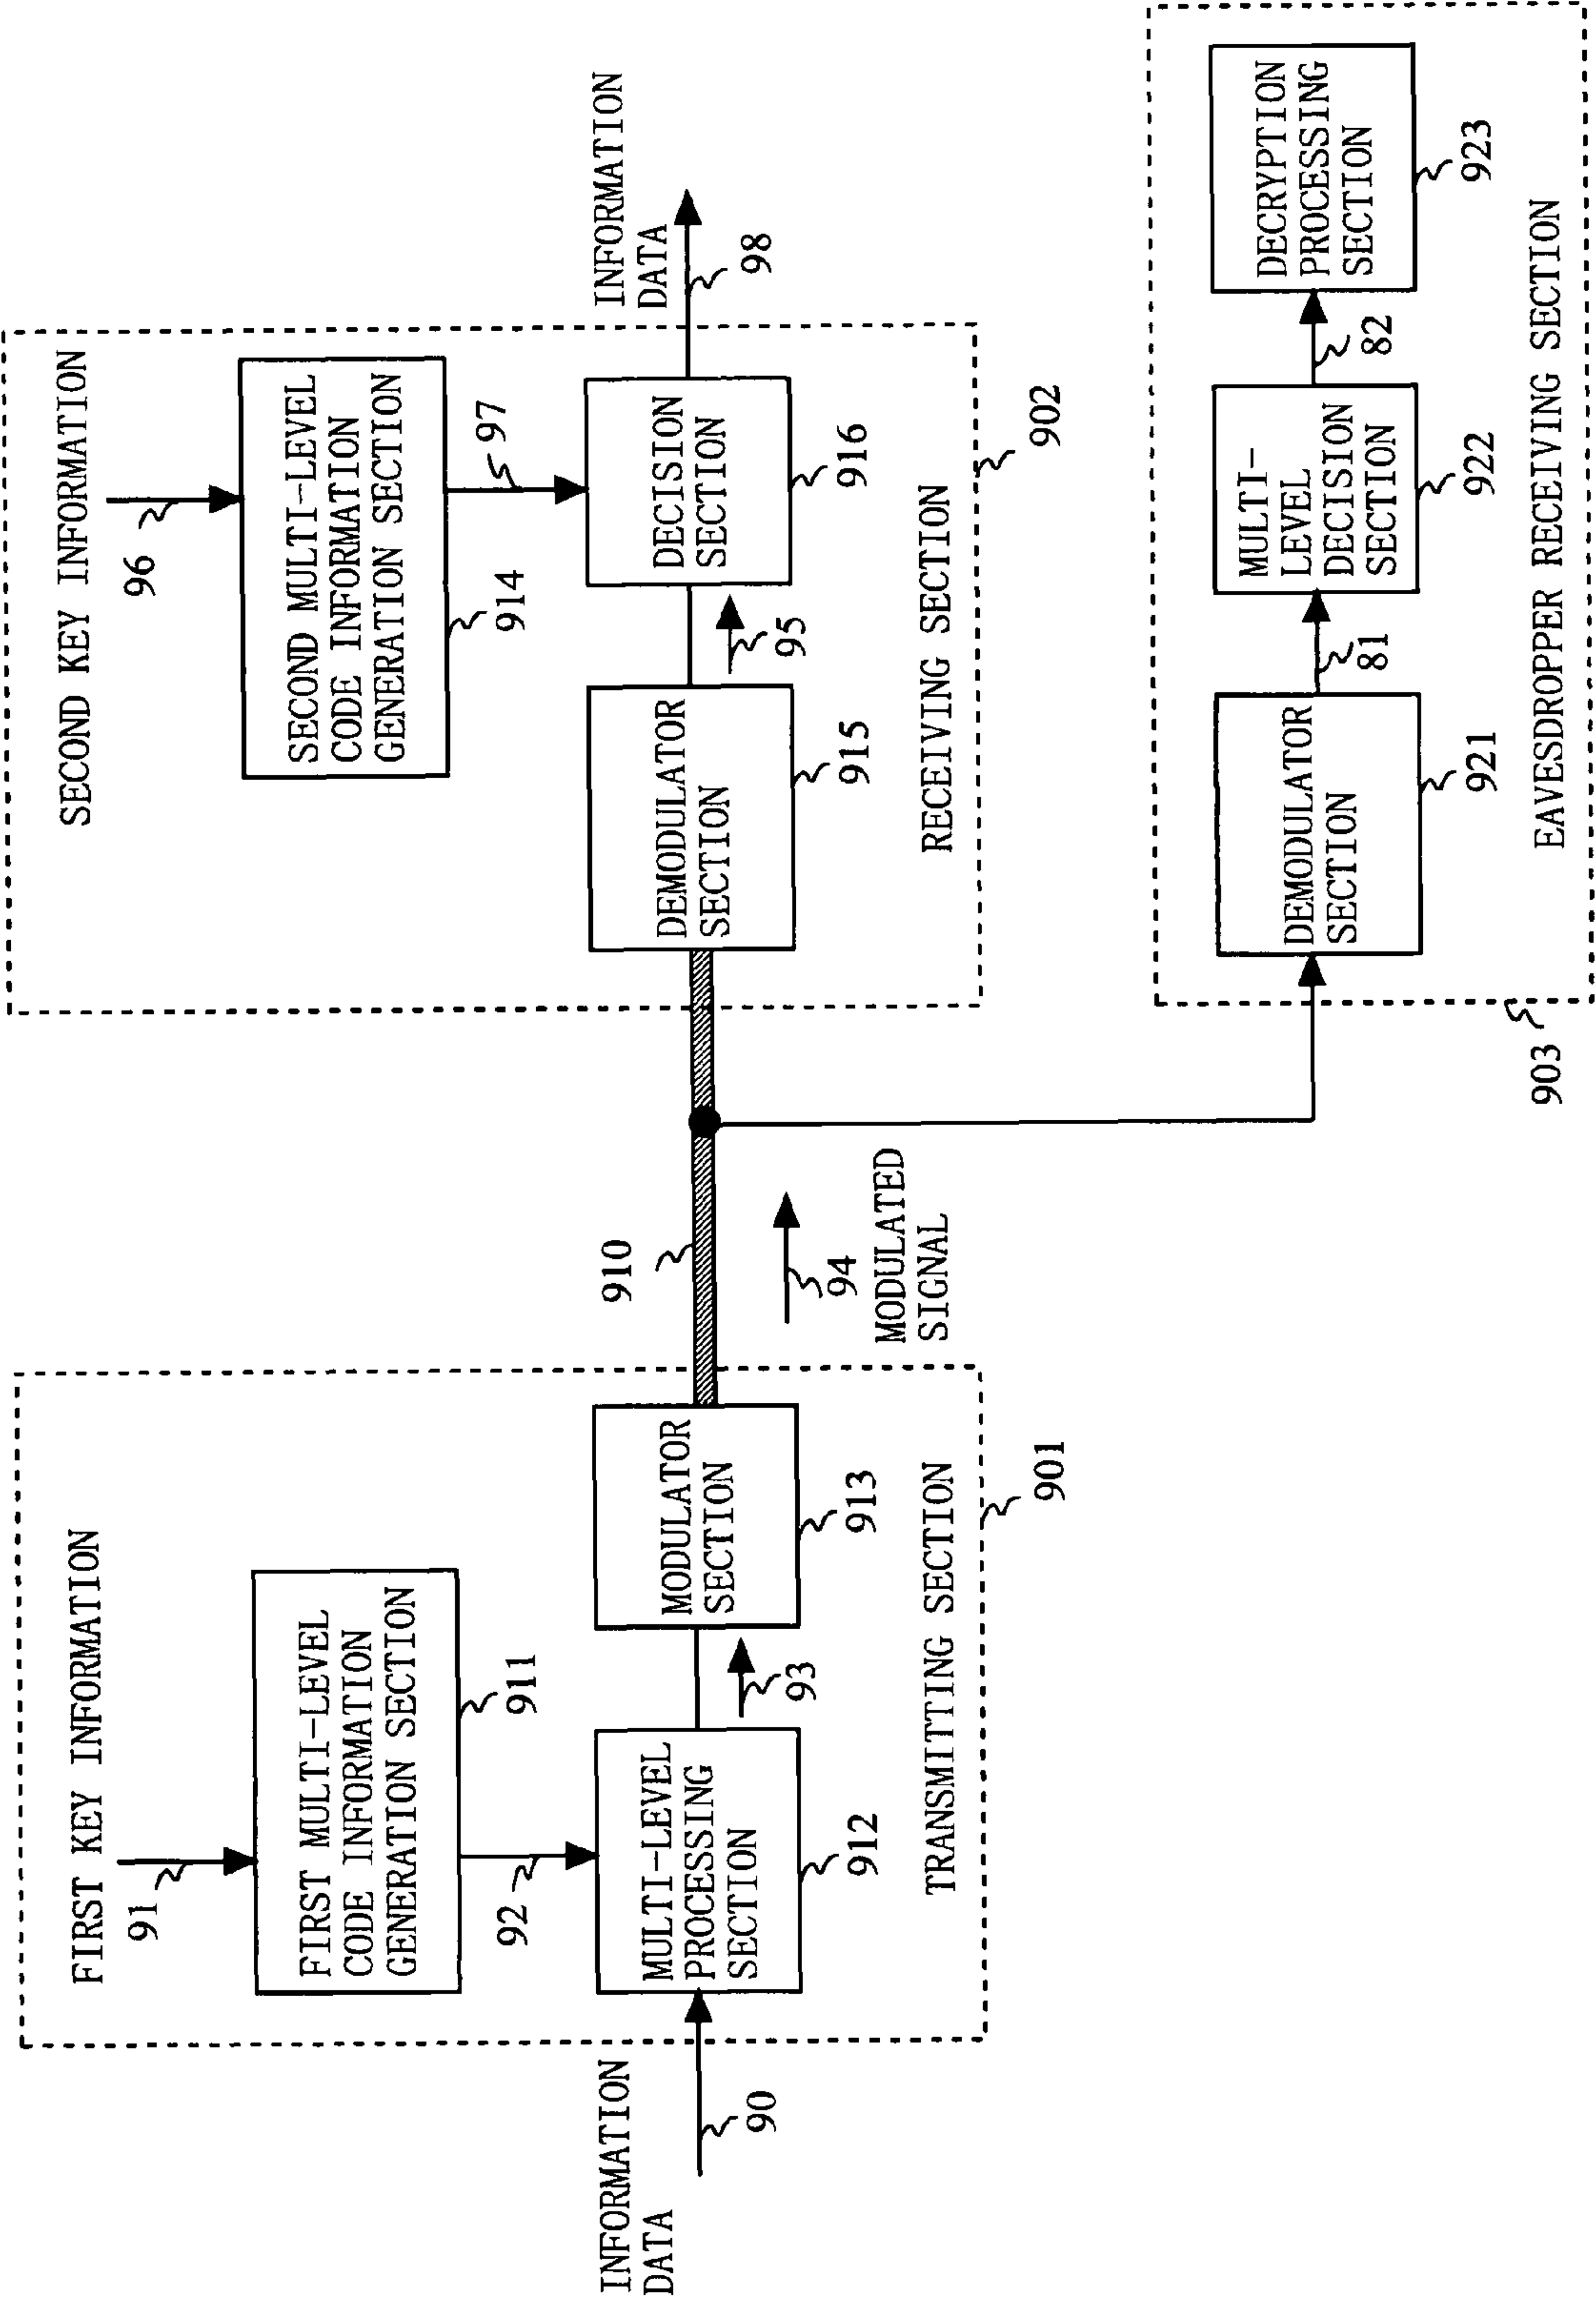 FIRST KEY INFORMATION
91
FIRST MULTI-LEVEL
CODE INFORMATION
GENERATION SECTION
911
92
INFORMATION
DATA
90
MULTI-LEVEL
PROCESSING
SECTION
912
93
MODULATOR
SECTION
913
TRANSMITTING SECTION
901
910
94
MODULATED
SIGNAL
SECOND KEY INFORMATION
96
SECOND MULTI-LEVEL
CODE INFORMATION
GENERATION SECTION
914
97
DEMODULATOR
SECTION
915
95
DECISION
SECTION
916
INFORMATION
DATA
98
RECEIVING SECTION
902
DEMODULATOR
SECTION
921
81
MULTI-
LEVEL
DECISION
SECTION
922
82
DECRYPTION
PROCESSING
SECTION
923
EAVESDROPPER RECEIVING SECTION
903